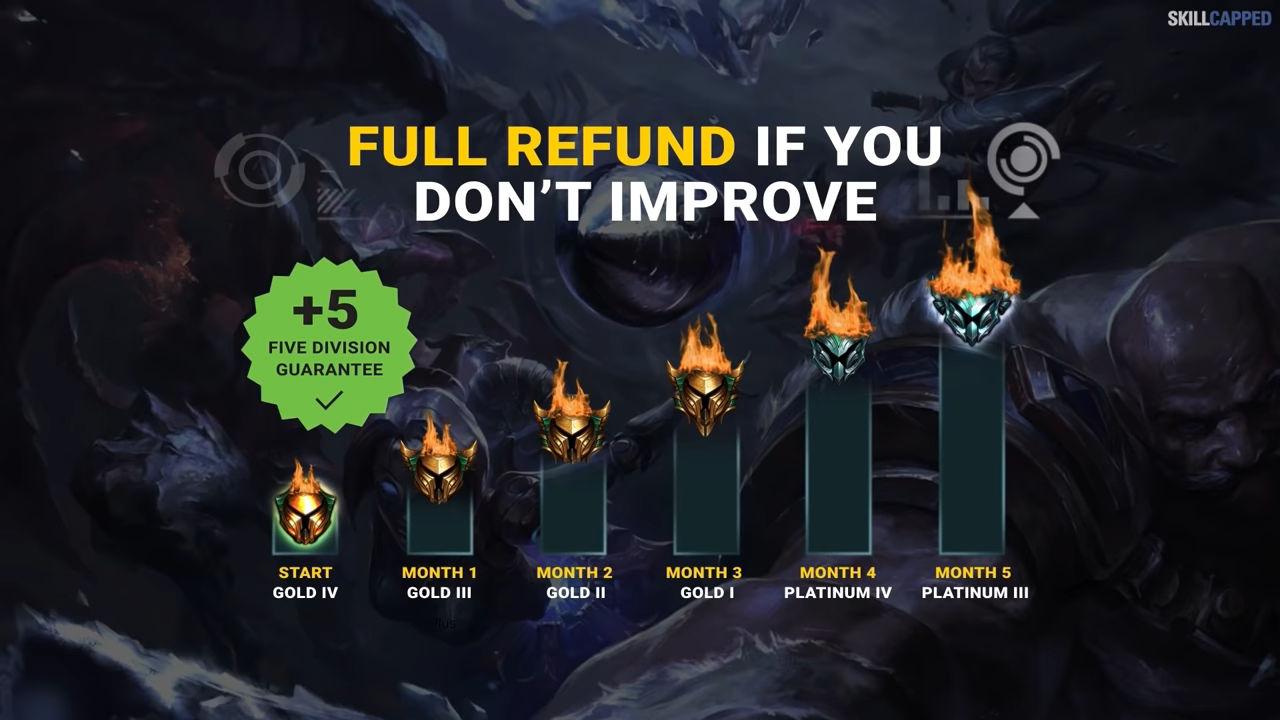 SKILLCAPPED
FULL REFUND IF YOU
DON'T IMPROVE
+5
FIVE DIVISION
GUARANTEE
START
GOLD IV
MONTH 1
GOLD III
MONTH 2
GOLD II
MONTH 3
GOLD I
MONTH 4
PLATINUM IV
MONTH 5
PLATINUM III
Plus